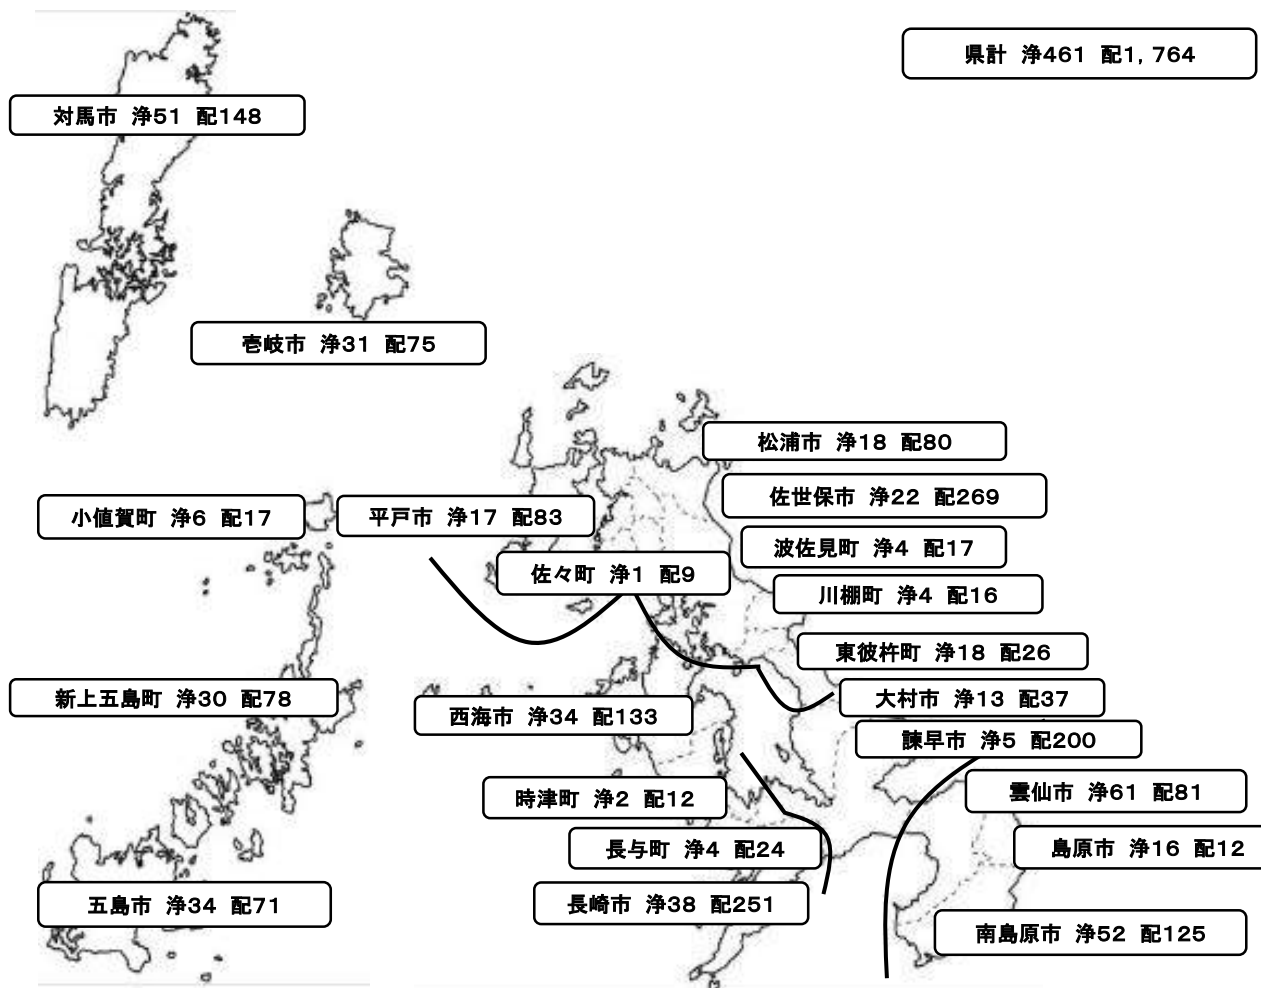 県計 浄461 配1,764
対馬市 浄51 配148
壱岐市 浄31 配75
松浦市 浄18 配80
佐世保市 浄22 配269
小値賀町 浄6 配17
平戸市 浄17 配83
波佐見町 浄4 配17
佐々町 浄1 配9
川棚町 浄4 配16
東彼杵町 浄18 配26
新上五島町 浄30 配78
西海市 浄34 配133
大村市 浄13 配37
諫早市 浄5 配200
雲仙市 浄61 配81
時津町 浄2 配12
長与町 浄4 配24
島原市 浄16 配12
五島市 浄34 配71
長崎市 浄38 配251
南島原市 浄52 配125